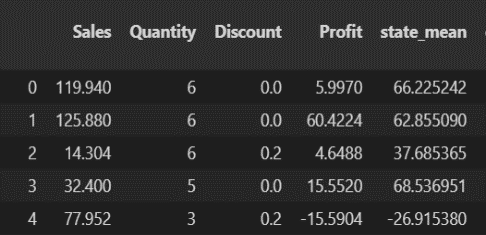 Sales Quantity Discount Profit state_mean
0 119.940 6 0.0 5.9970 66.225242
1 125.880 6 0.0 60.4224 62.855090
2 14.304 6 0.2 4.6488 37.685365
3 32.400 5 0.0 15.5520 68.536951
4 77.952 3 0.2 -15.5904 -26.915380